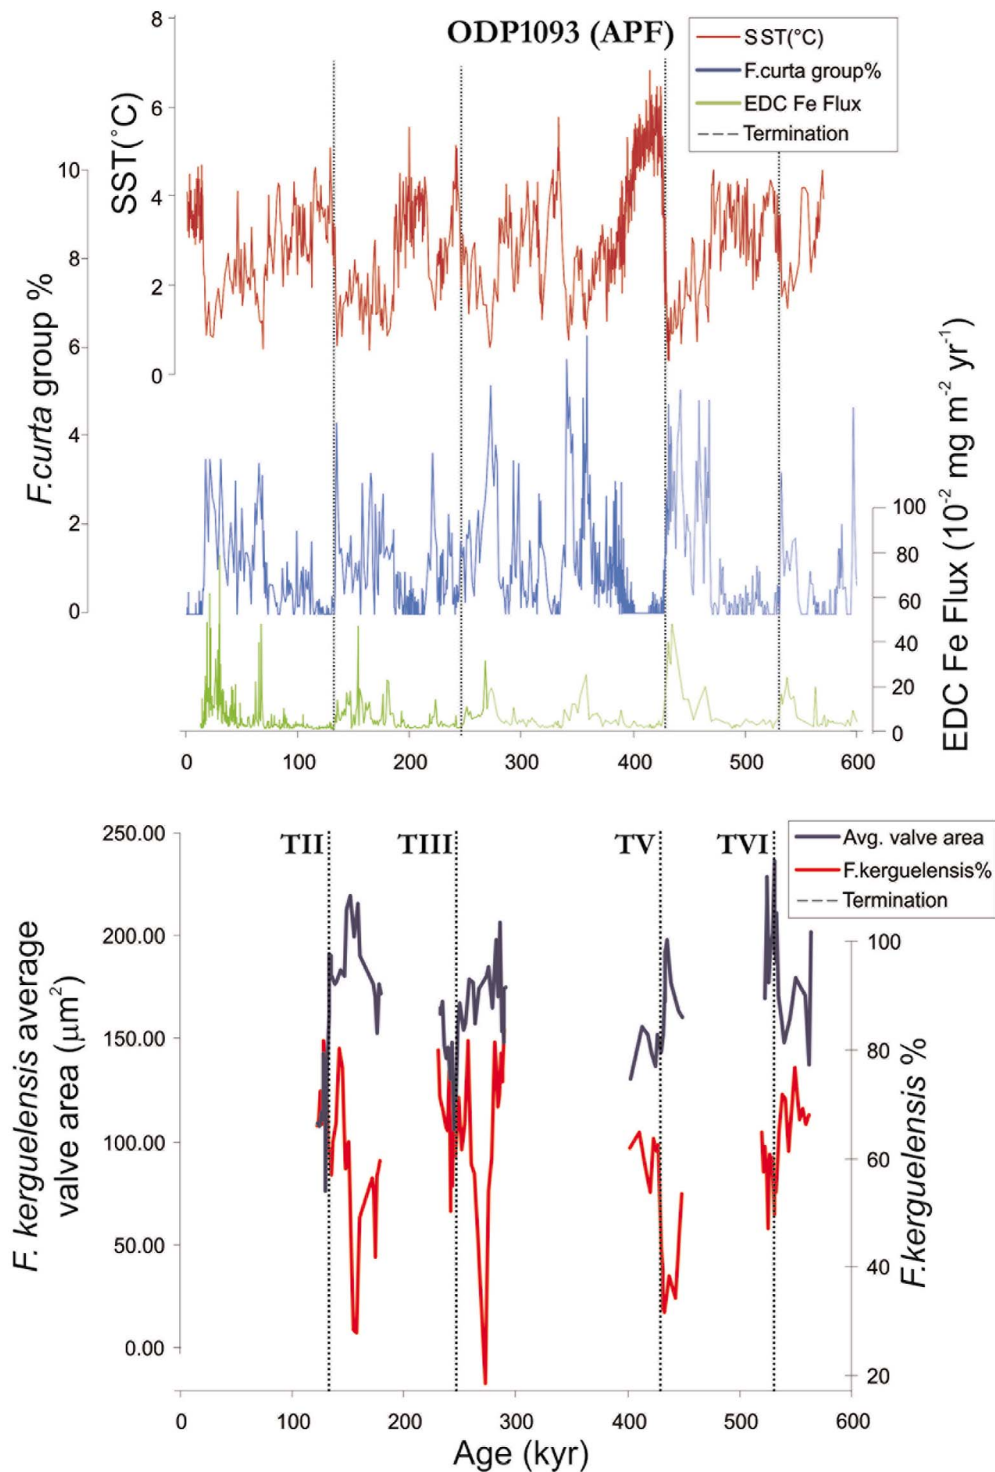 ODP1093 (APF)
SST(°C)
F.curta group%
EDC Fe Flux
Termination
SST(°C)
8
6
4
2
0
F.curta group %
10
8
6
4
2
0
EDC Fe Flux (10⁻² mg m⁻² yr⁻¹)
100
80
60
40
20
0
0 100 200 300 400 500 600
TII TIII TV TVI
Avg. valve area
F.kerguelensis%
Termination
F. kerguelensis average
valve area (µm²)
250.00
200.00
150.00
100.00
50.00
0.00
F.kerguelensis %
100
80
60
40
20
0 100 200 300 400 500 600
Age (kyr)